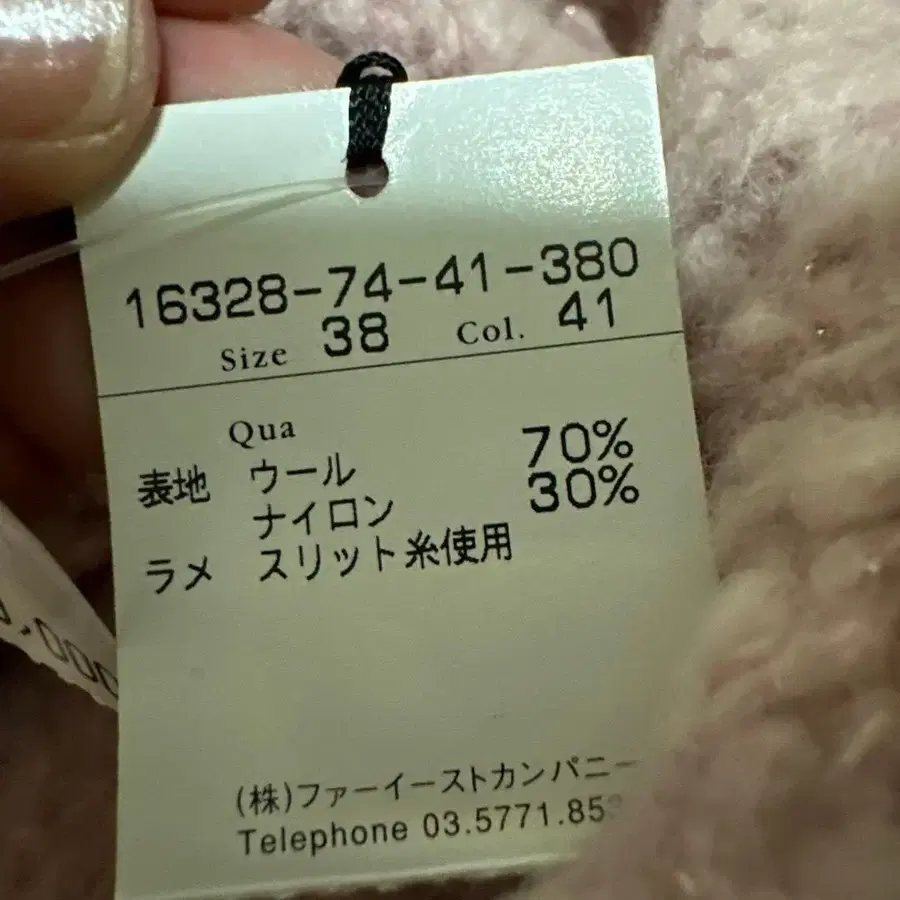 16328-74-41-380
Size 38 Col. 41
Qua
表地 ウール 70%
ナイロン 30%
ラメ スリット糸使用
(株)ファーイーストカンパニー
Telephone 03.5771.85
,000